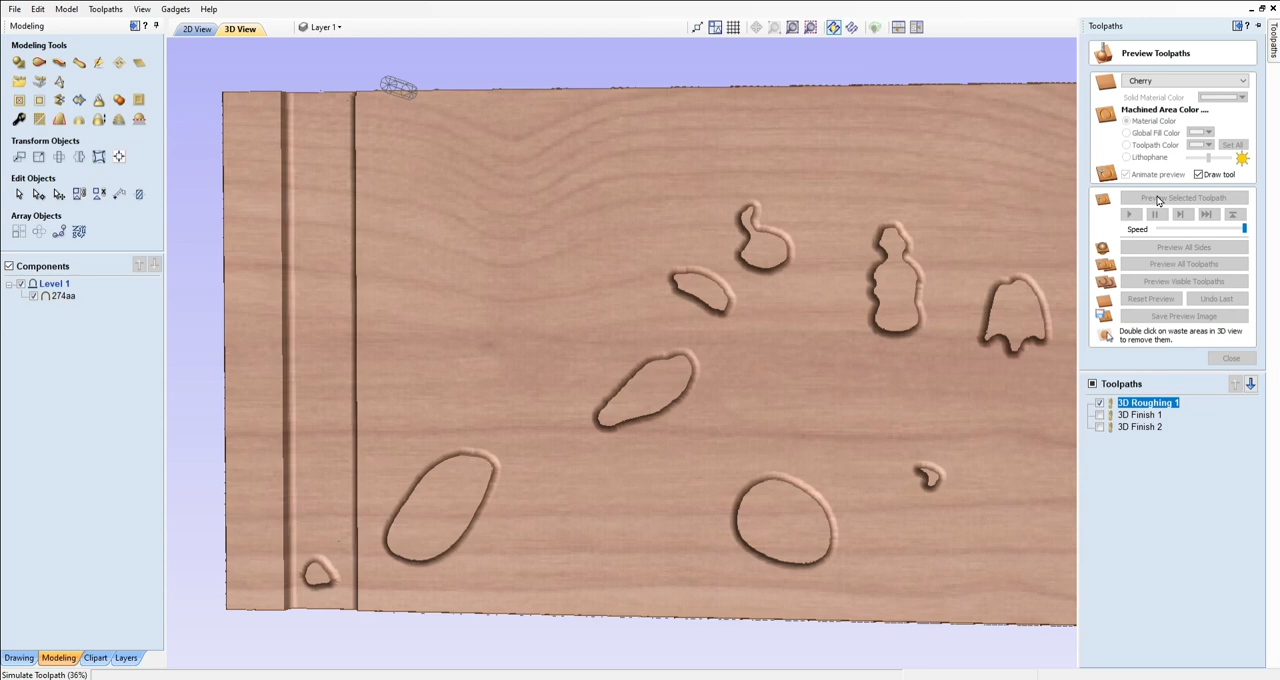 File Edit Model Toolpaths View Gadgets Help
Modeling
2D View 3D View Layer 1
Toolpaths
Toolpaths
Preview Toolpaths
Modeling Tools
Cherry
Solid Material Color
Machined Area Color ....
Material Color
Global Fill Color
Toolpath Color Set All
Lithophane
Transform Objects
Animate preview Draw tool
Edit Objects
Preview Selected Toolpath
Array Objects
Speed
Preview All Sides
Components
Preview All Toolpaths
Level 1
Preview Visible Toolpaths
274aa
Reset Preview Undo Last
Save Preview Image
Double click on waste areas in 3D view
to remove them.
Close
Toolpaths
3D Roughing 1
3D Finish 1
3D Finish 2
Drawing Modeling Clipart Layers
Simulate Toolpath (36%)